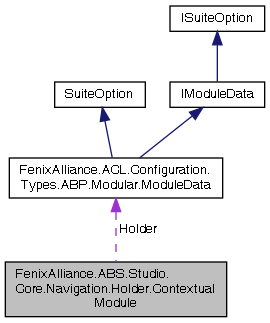 ISuiteOption
SuiteOption
IModuleData
FenixAlliance.ACL.Configuration.
Types.ABP.Modular.ModuleData
Holder
FenixAlliance.ABS.Studio.
Core.Navigation.Holder.Contextual
Module